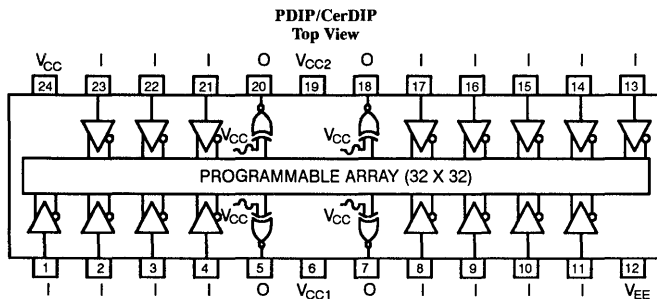 PDIP/CerDIP
Top View
VCC I I I O VCC2 O I I I I I
24 23 22 21 20 19 18 17 16 15 14 13
VCC VCC
PROGRAMMABLE ARRAY (32 X 32)
VCC VCC
1 2 3 4 5 6 7 8 9 10 11 12
I I I I O VCC1 O I I I I VEE